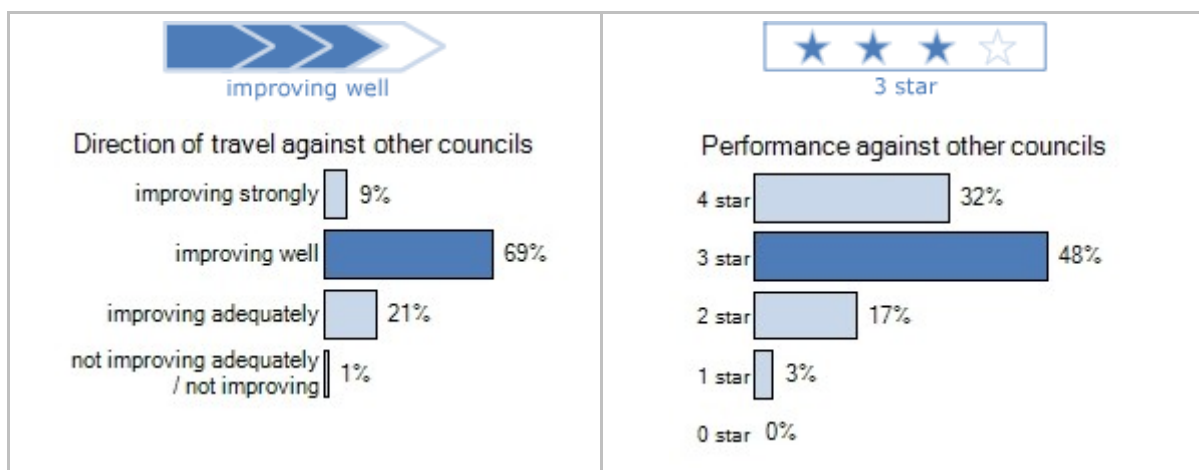 improving well
Direction of travel against other councils
improving strongly 9%
improving well 69%
improving adequately 21%
not improving adequately
/ not improving 1%
3 star
Performance against other councils
4 star 32%
3 star 48%
2 star 17%
1 star 3%
0 star 0%